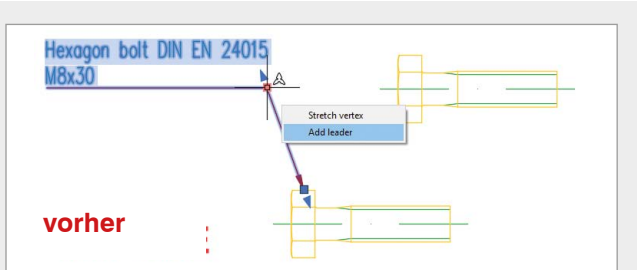 Hexagon bolt DIN EN 24015
M8x30
Stretch vertex
Add leader
vorher